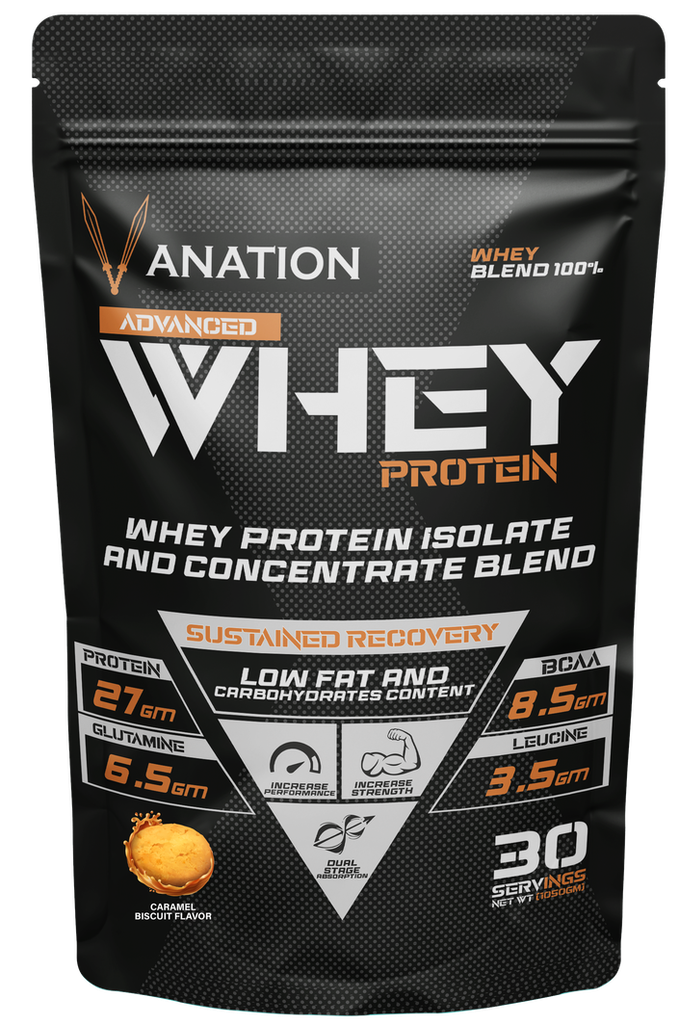 VANATION
WHEY
BLEND 100%
ADVANCED
WHEY
PROTEIN
WHEY PROTEIN ISOLATE
AND CONCENTRATE BLEND
SUSTAINED RECOVERY
LOW FAT AND
CARBOHYDRATES CONTENT
PROTEIN
27GM
GLUTAMINE
6.5GM
BCAA
8.5GM
LEUCINE
3.5GM
INCREASE
PERFORMANCE
INCREASE
STRENGTH
DUAL
STAGE
ABSORPTION
CARAMEL
BISCUIT FLAVOR
30
SERVINGS
NET WT (1050GM)